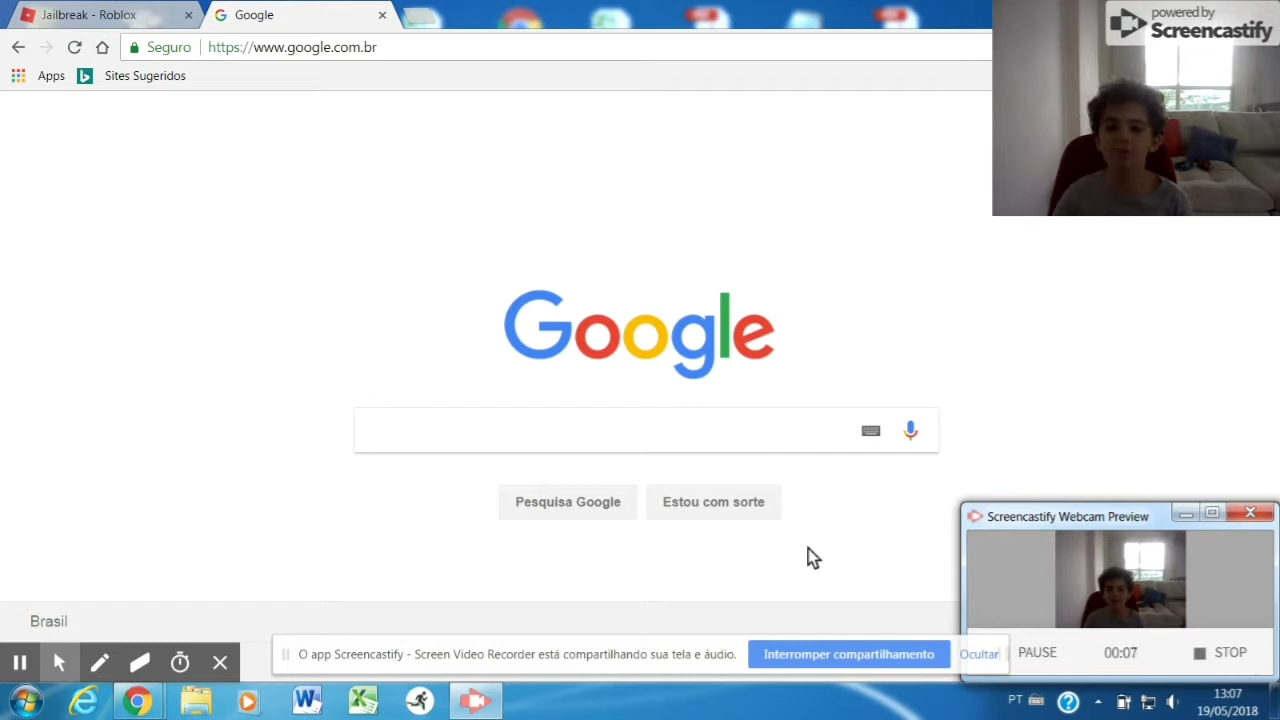 Jailbreak - Roblox
Google
powered by
Screencastify
Seguro
https://www.google.com.br
Apps
Sites Sugeridos
Google
Pesquisa Google
Estou com sorte
Screencastify Webcam Preview
Brasil
O app Screencastify - Screen Video Recorder está compartilhando sua tela e áudio.
Interromper compartilhamento
Ocultar
PAUSE
00:07
STOP
PT
13:07
19/05/2018